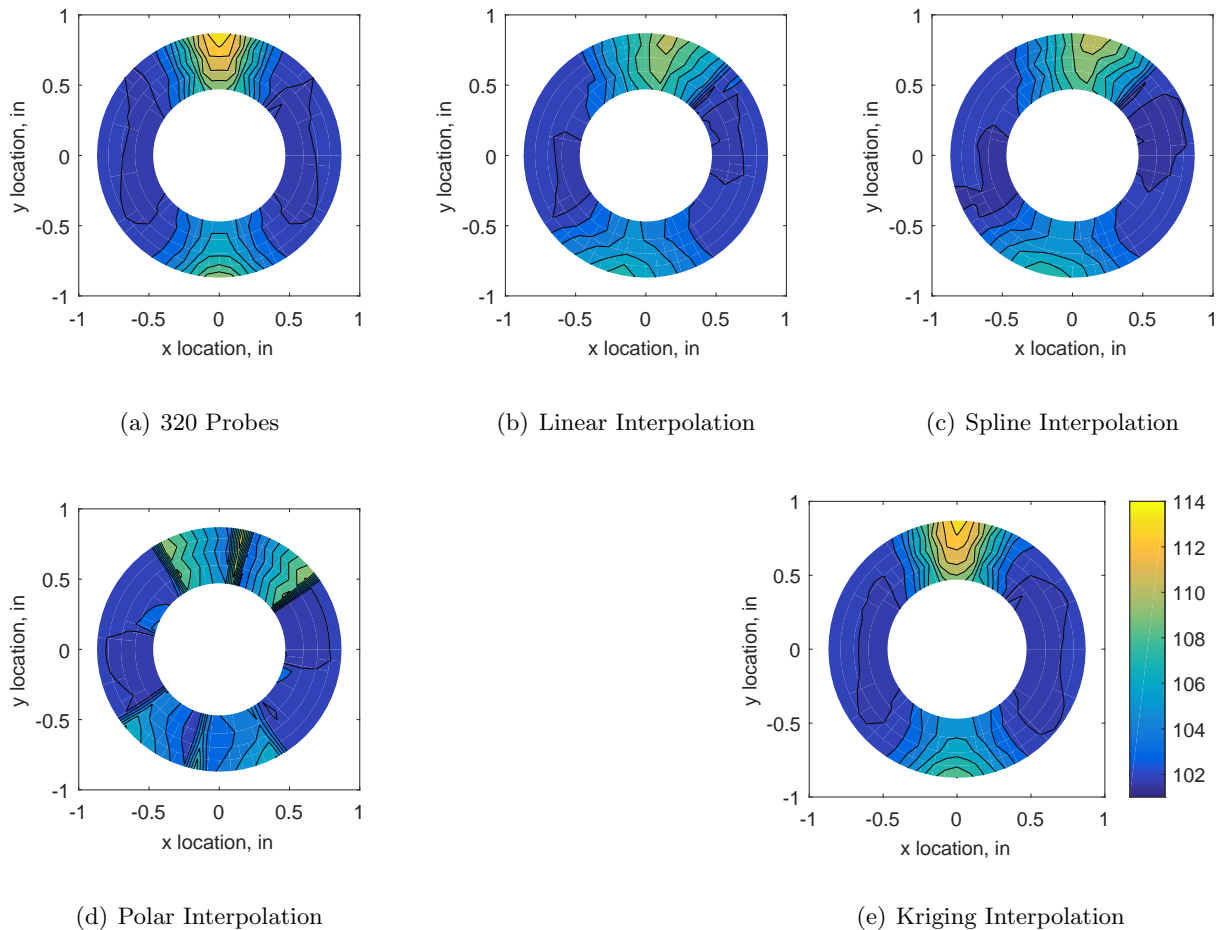 1
0.5
0
-0.5
-1
y location, in
-1 -0.5 0 0.5 1
x location, in
(a) 320 Probes
1
0.5
0
-0.5
-1
y location, in
-1 -0.5 0 0.5 1
x location, in
(b) Linear Interpolation
1
0.5
0
-0.5
-1
y location, in
-1 -0.5 0 0.5 1
x location, in
(c) Spline Interpolation
1
0.5
0
-0.5
-1
y location, in
-1 -0.5 0 0.5 1
x location, in
(d) Polar Interpolation
1
0.5
0
-0.5
-1
y location, in
-1 -0.5 0 0.5 1
x location, in
114
112
110
108
106
104
102
(e) Kriging Interpolation